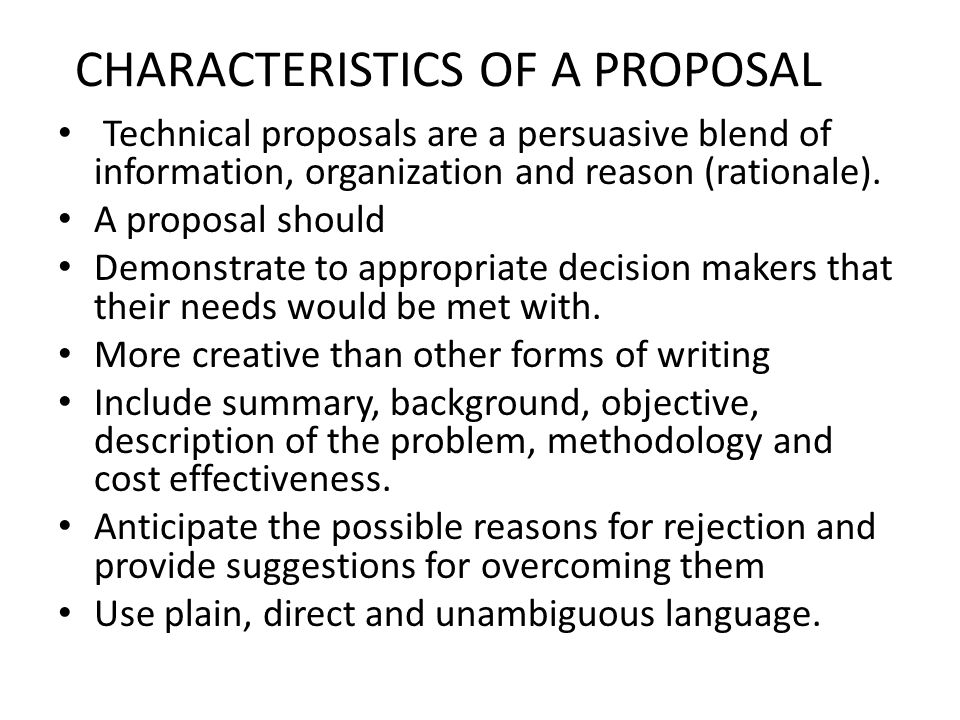 CHARACTERISTICS OF A PROPOSAL
• Technical proposals are a persuasive blend of
information, organization and reason (rationale).
• A proposal should
• Demonstrate to appropriate decision makers that
their needs would be met with.
• More creative than other forms of writing
• Include summary, background, objective,
description of the problem, methodology and
cost effectiveness.
• Anticipate the possible reasons for rejection and
provide suggestions for overcoming them
• Use plain, direct and unambiguous language.